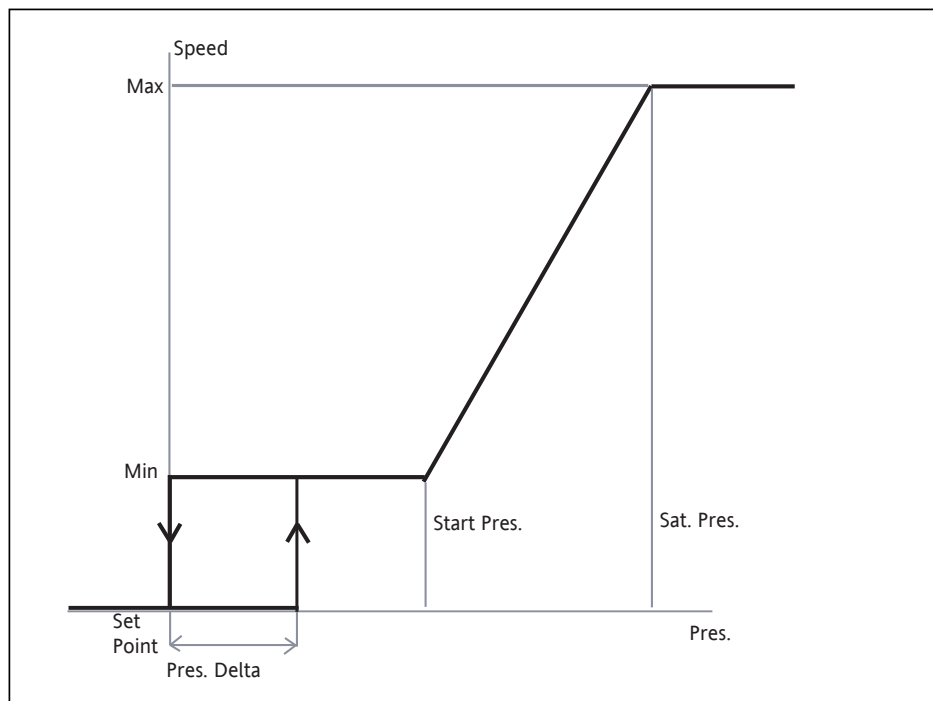 Speed
Max
Min
Start Pres.
Sat. Pres.
Set
Point
Pres.
Pres. Delta